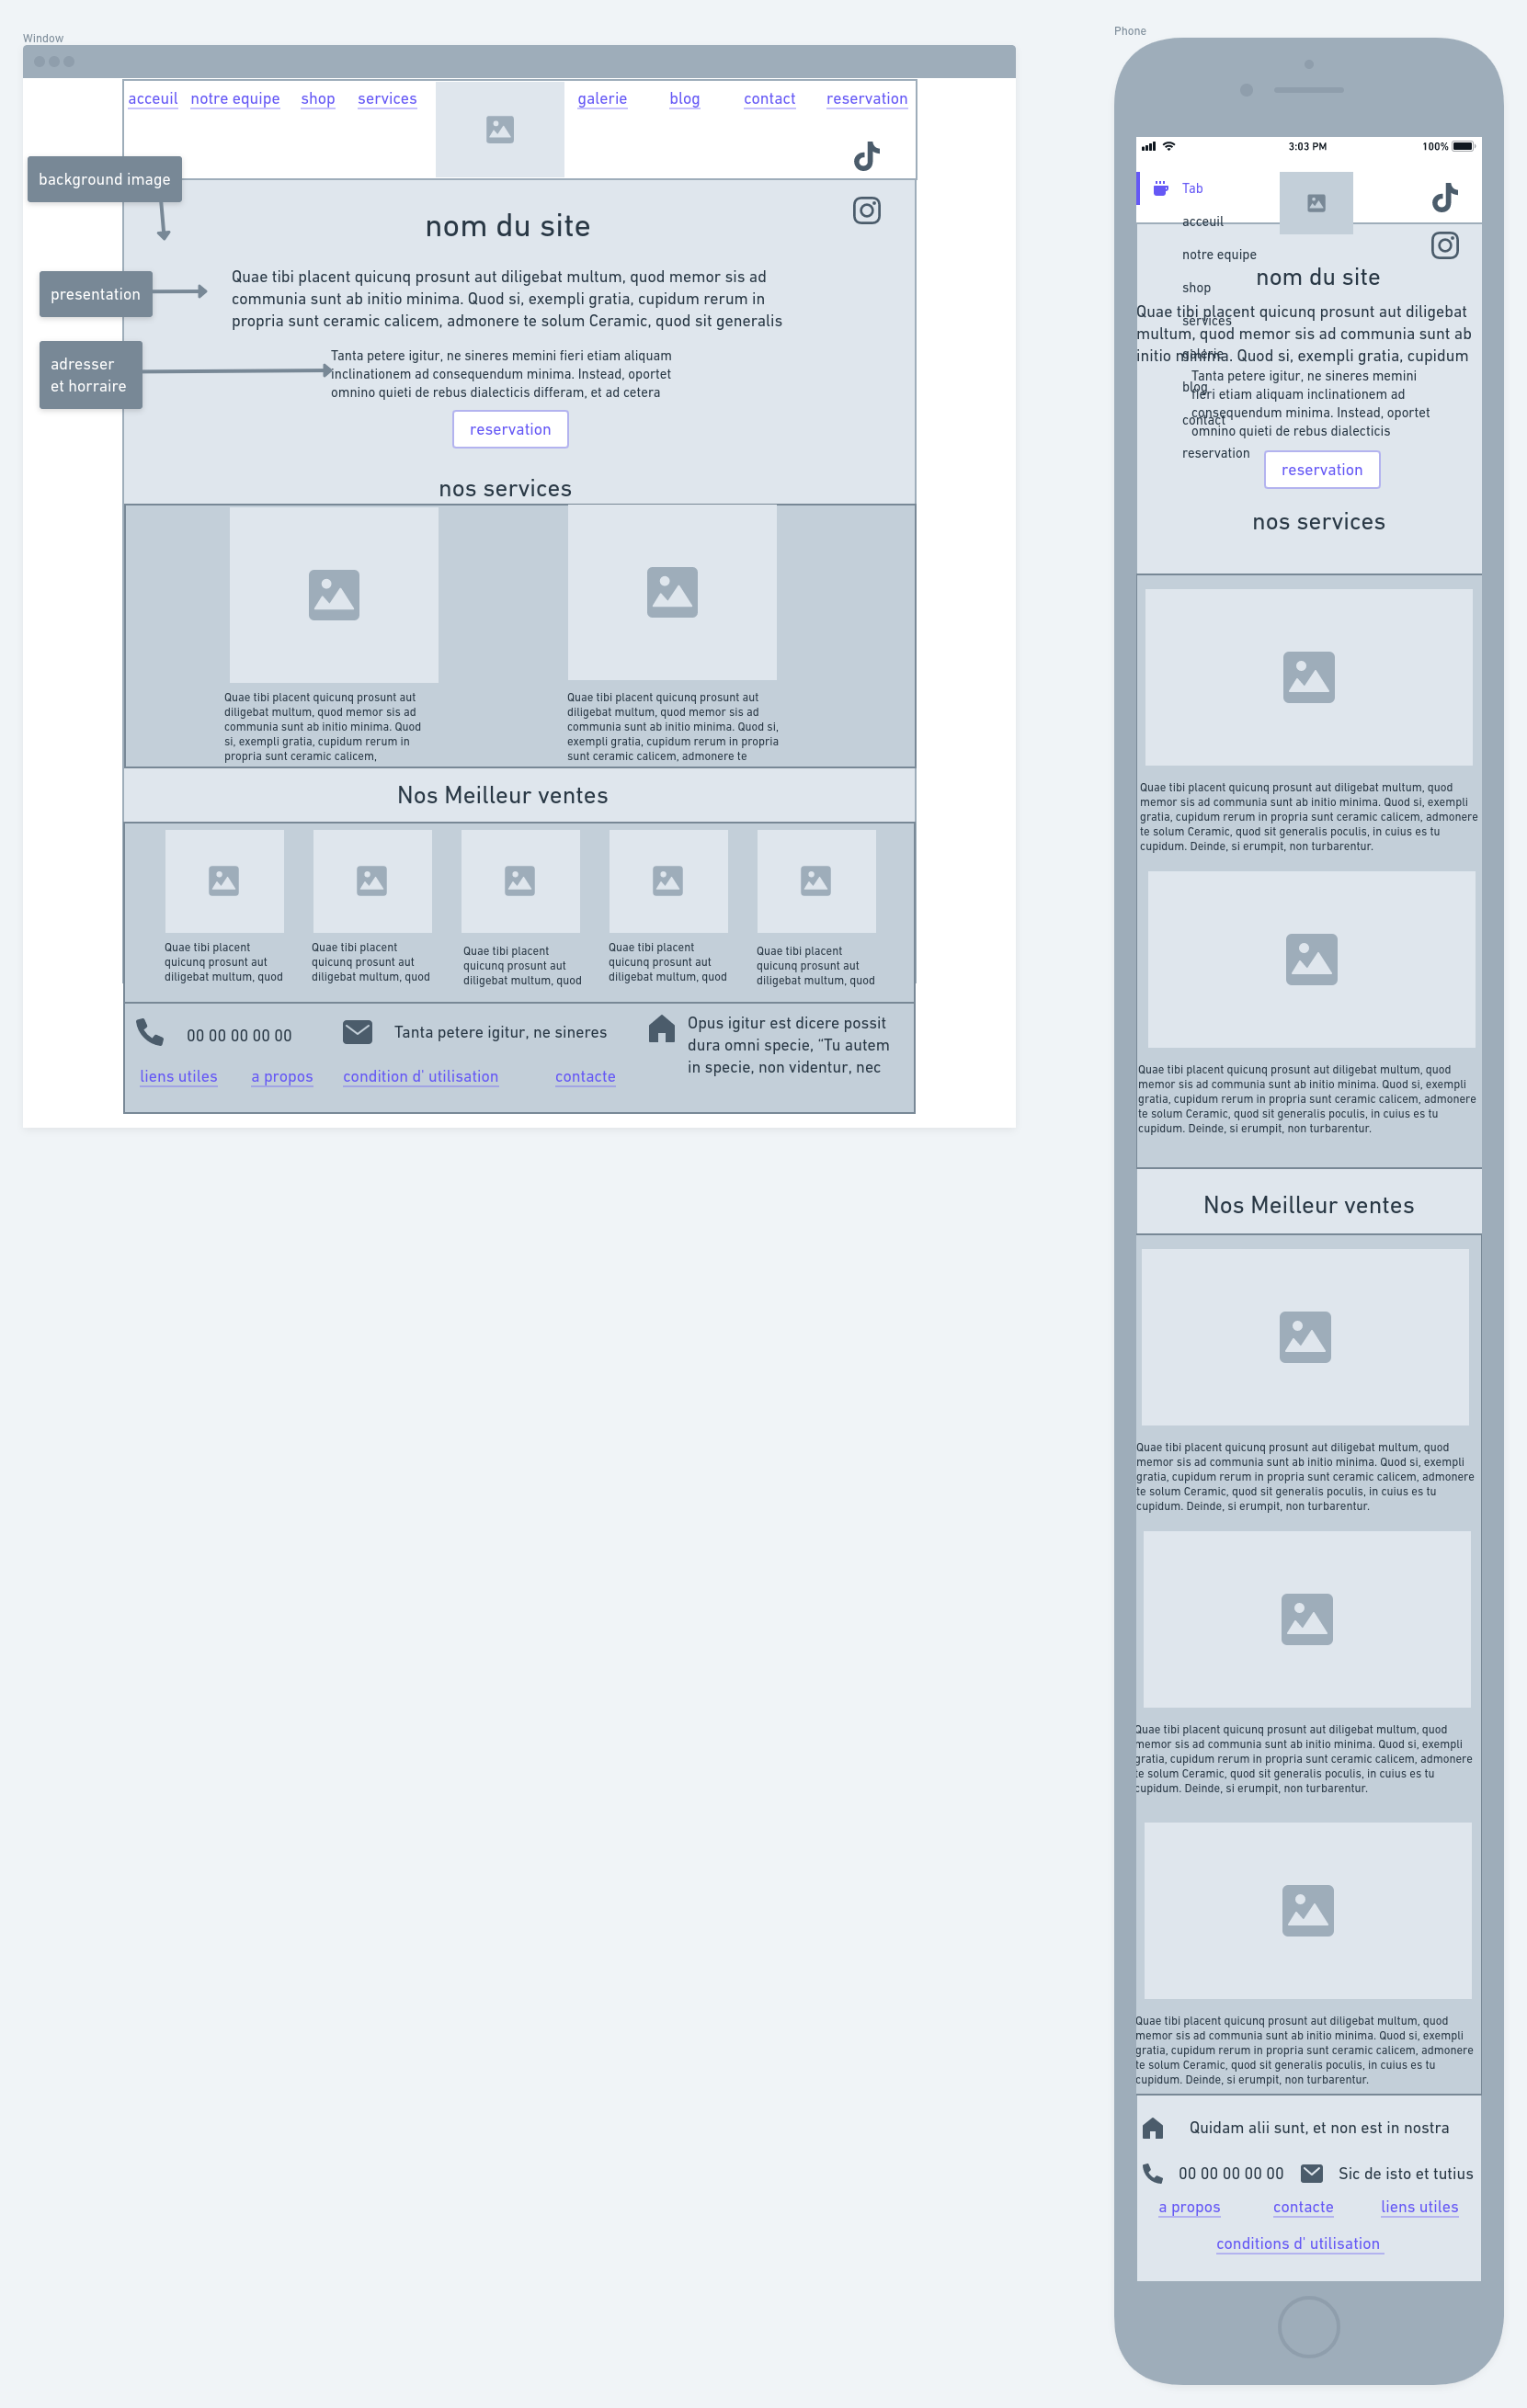 Window
acceuil notre equipe shop services galerie blog contact reservation
background image
nom du site
presentation
Quae tibi placent quicunq prosunt aut diligebat multum, quod memor sis ad
communia sunt ab initio minima. Quod si, exempli gratia, cupidum rerum in
propria sunt ceramic calicem, admonere te solum Ceramic, quod sit generalis
adresser
et horraire
Tanta petere igitur, ne sineres memini fieri etiam aliquam
inclinationem ad consequendum minima. Instead, oportet
omnino quieti de rebus dialecticis differam, et ad cetera
reservation
nos services
Quae tibi placent quicunq prosunt aut
diligebat multum, quod memor sis ad
communia sunt ab initio minima. Quod
si, exempli gratia, cupidum rerum in
propria sunt ceramic calicem,
Quae tibi placent quicunq prosunt aut
diligebat multum, quod memor sis ad
communia sunt ab initio minima. Quod si,
exempli gratia, cupidum rerum in propria
sunt ceramic calicem, admonere te
Nos Meilleur ventes
Quae tibi placent
quicunq prosunt aut
diligebat multum, quod
Quae tibi placent
quicunq prosunt aut
diligebat multum, quod
Quae tibi placent
quicunq prosunt aut
diligebat multum, quod
Quae tibi placent
quicunq prosunt aut
diligebat multum, quod
Quae tibi placent
quicunq prosunt aut
diligebat multum, quod
00 00 00 00 00
Tanta petere igitur, ne sineres
Opus igitur est dicere possit
dura omni specie, “Tu autem
in specie, non videntur, nec
liens utiles a propos condition d' utilisation contacte
Phone
3:03 PM 100%
Tab
acceuil
notre equipe
shop
services
galerie
blog
contact
reservation
nom du site
Quae tibi placent quicunq prosunt aut diligebat
multum, quod memor sis ad communia sunt ab
initio minima. Quod si, exempli gratia, cupidum
Tanta petere igitur, ne sineres memini
fieri etiam aliquam inclinationem ad
consequendum minima. Instead, oportet
omnino quieti de rebus dialecticis
reservation
nos services
Quae tibi placent quicunq prosunt aut diligebat multum, quod
memor sis ad communia sunt ab initio minima. Quod si, exempli
gratia, cupidum rerum in propria sunt ceramic calicem, admonere
te solum Ceramic, quod sit generalis poculis, in cuius es tu
cupidum. Deinde, si erumpit, non turbarentur.
Quae tibi placent quicunq prosunt aut diligebat multum, quod
memor sis ad communia sunt ab initio minima. Quod si, exempli
gratia, cupidum rerum in propria sunt ceramic calicem, admonere
te solum Ceramic, quod sit generalis poculis, in cuius es tu
cupidum. Deinde, si erumpit, non turbarentur.
Nos Meilleur ventes
Quae tibi placent quicunq prosunt aut diligebat multum, quod
memor sis ad communia sunt ab initio minima. Quod si, exempli
gratia, cupidum rerum in propria sunt ceramic calicem, admonere
te solum Ceramic, quod sit generalis poculis, in cuius es tu
cupidum. Deinde, si erumpit, non turbarentur.
Quae tibi placent quicunq prosunt aut diligebat multum, quod
memor sis ad communia sunt ab initio minima. Quod si, exempli
gratia, cupidum rerum in propria sunt ceramic calicem, admonere
te solum Ceramic, quod sit generalis poculis, in cuius es tu
cupidum. Deinde, si erumpit, non turbarentur.
Quae tibi placent quicunq prosunt aut diligebat multum, quod
memor sis ad communia sunt ab initio minima. Quod si, exempli
gratia, cupidum rerum in propria sunt ceramic calicem, admonere
te solum Ceramic, quod sit generalis poculis, in cuius es tu
cupidum. Deinde, si erumpit, non turbarentur.
Quidam alii sunt, et non est in nostra
00 00 00 00 00 Sic de isto et tutius
a propos contacte liens utiles
conditions d' utilisation